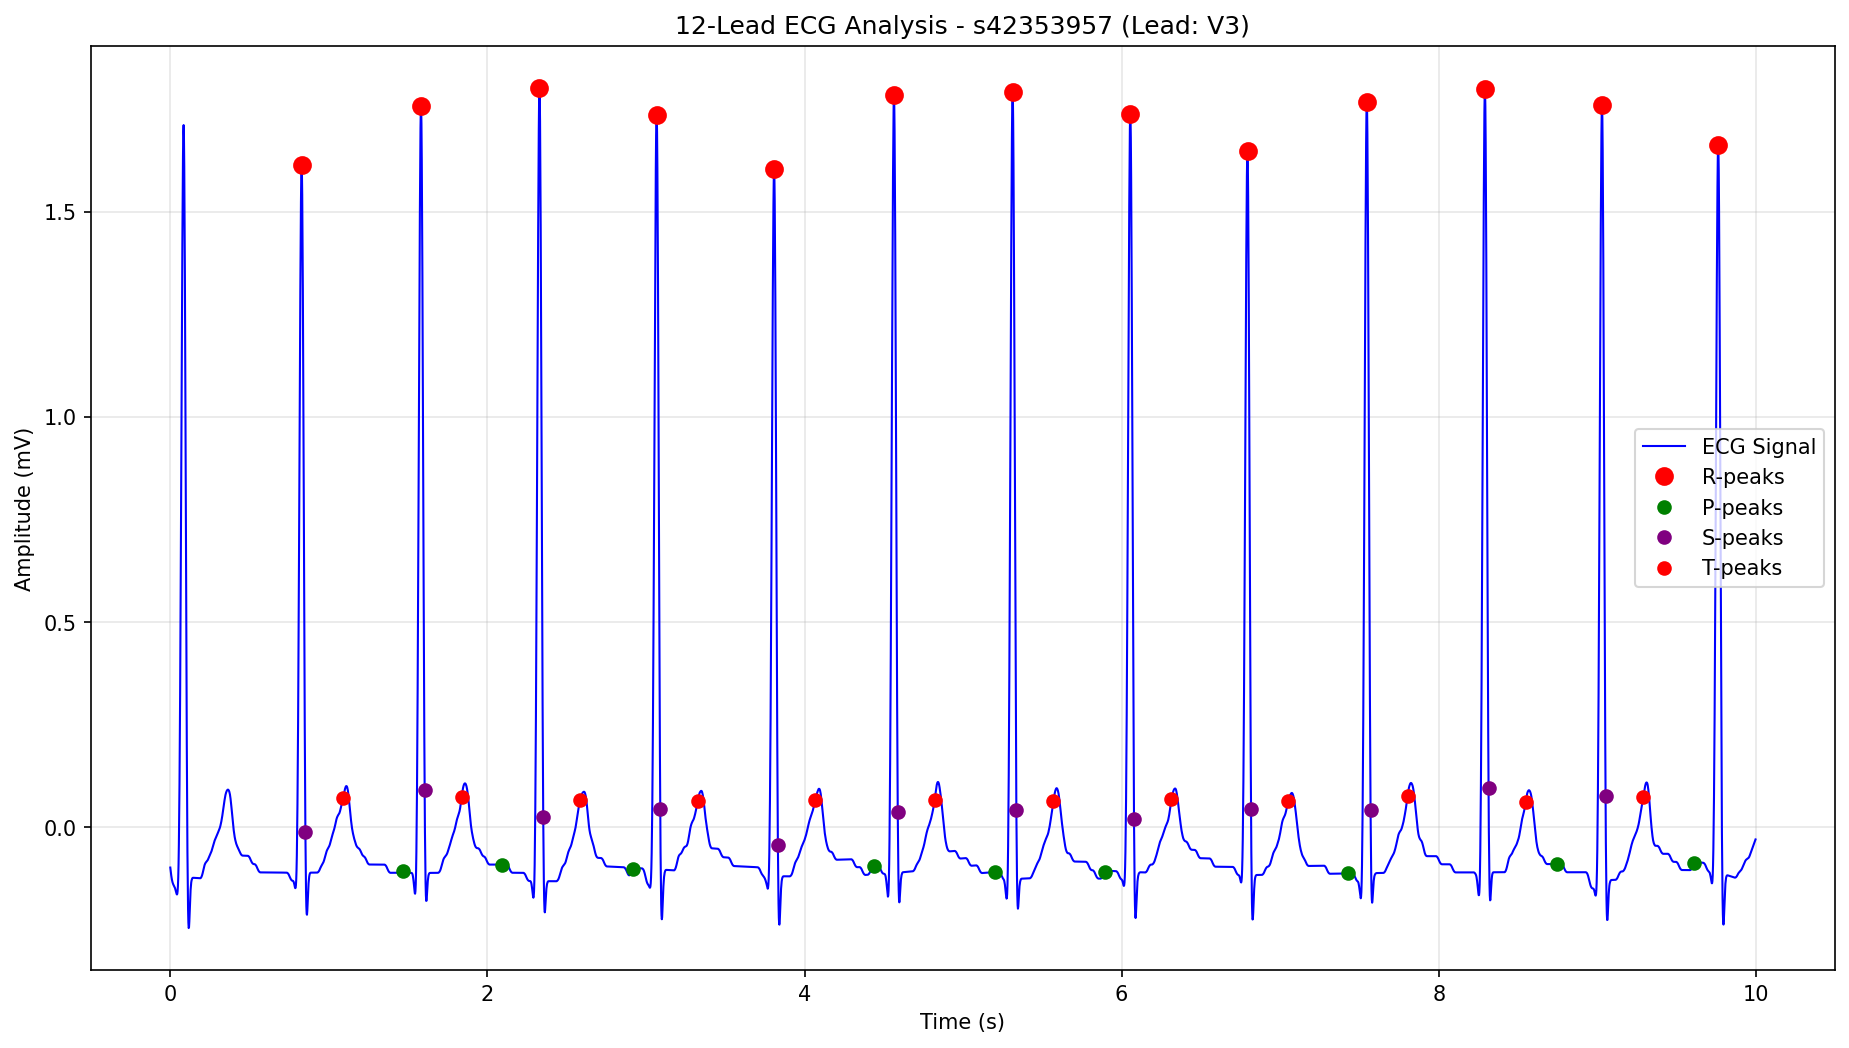 12-Lead ECG Analysis - s42353957 (Lead: V3)
Amplitude (mV)
1.5
1.0
0.5
0.0
ECG Signal
R-peaks
P-peaks
S-peaks
T-peaks
0 2 4 6 8 10
Time (s)